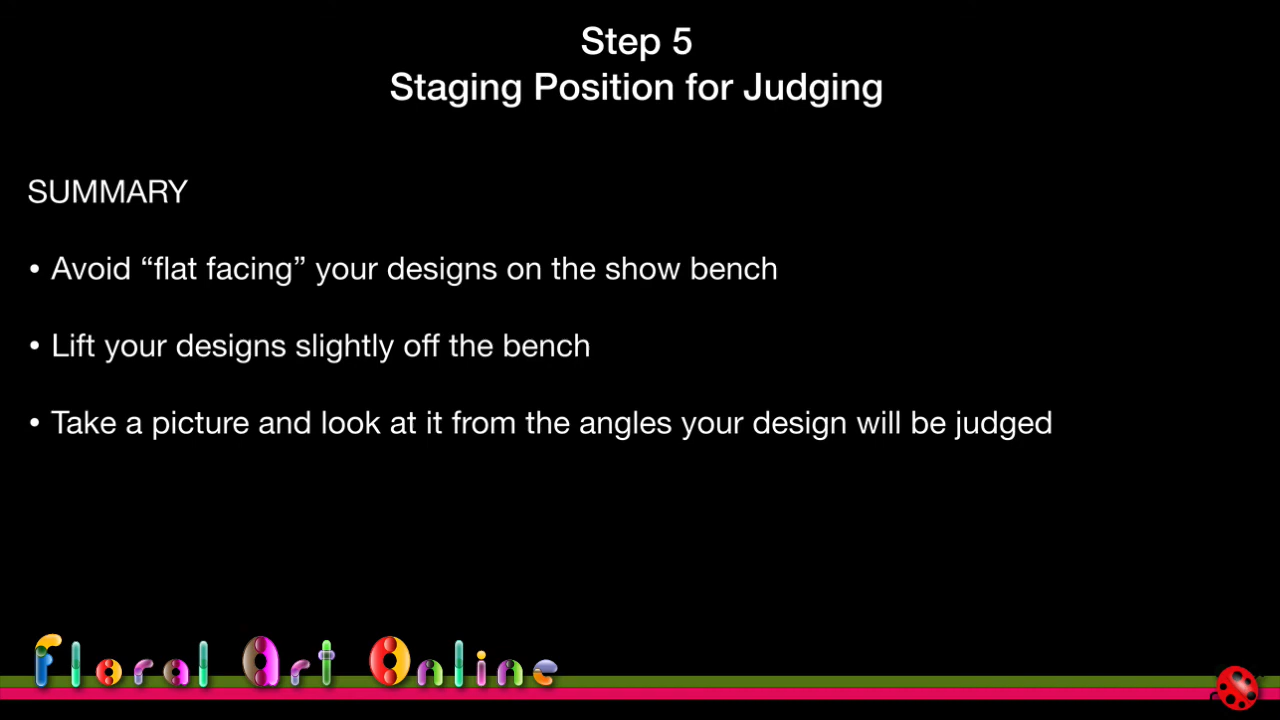 Step 5
Staging Position for Judging
SUMMARY
• Avoid “flat facing” your designs on the show bench
• Lift your designs slightly off the bench
• Take a picture and look at it from the angles your design will be judged
Floral Art Online